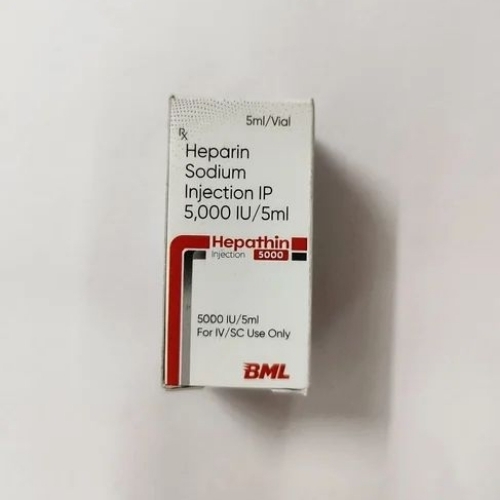 5ml/Vial
Rx
Heparin
Sodium
Injection IP
5,000 IU/5ml
Hepathin
Injection 5000
5000 IU/5ml
For IV/SC Use Only
BML